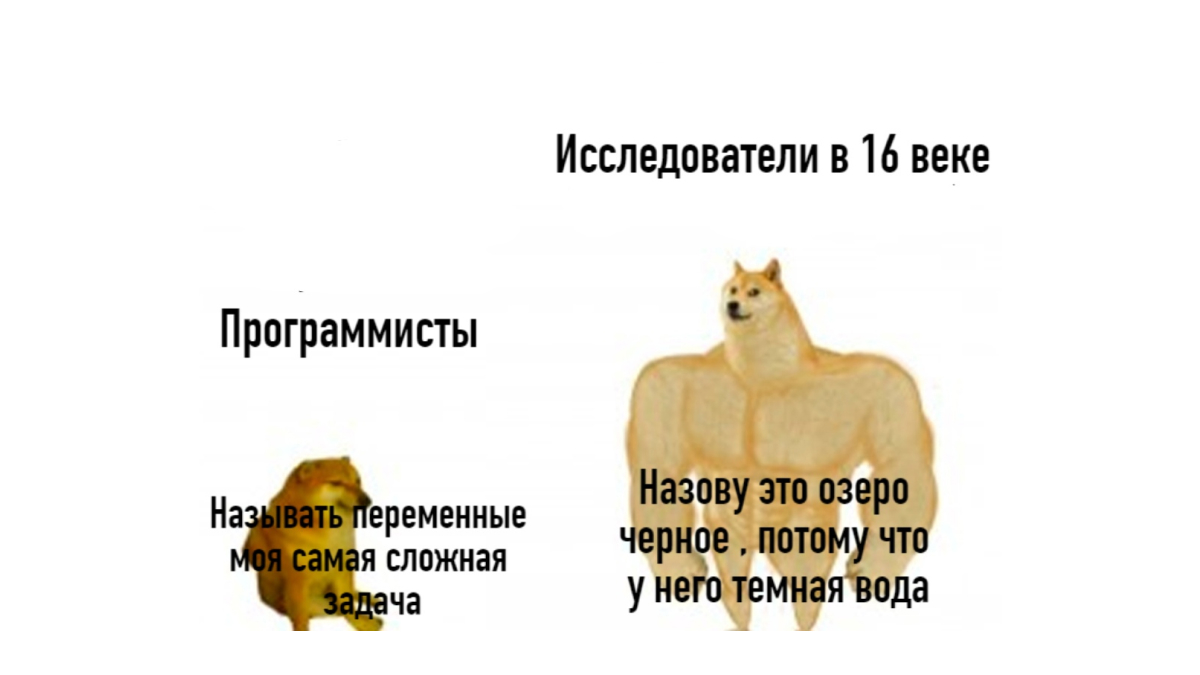 Исследователи в 16 веке
Программисты
Называть переменные
моя самая сложная
задача
Назову это озеро
черное , потому что
у него темная вода